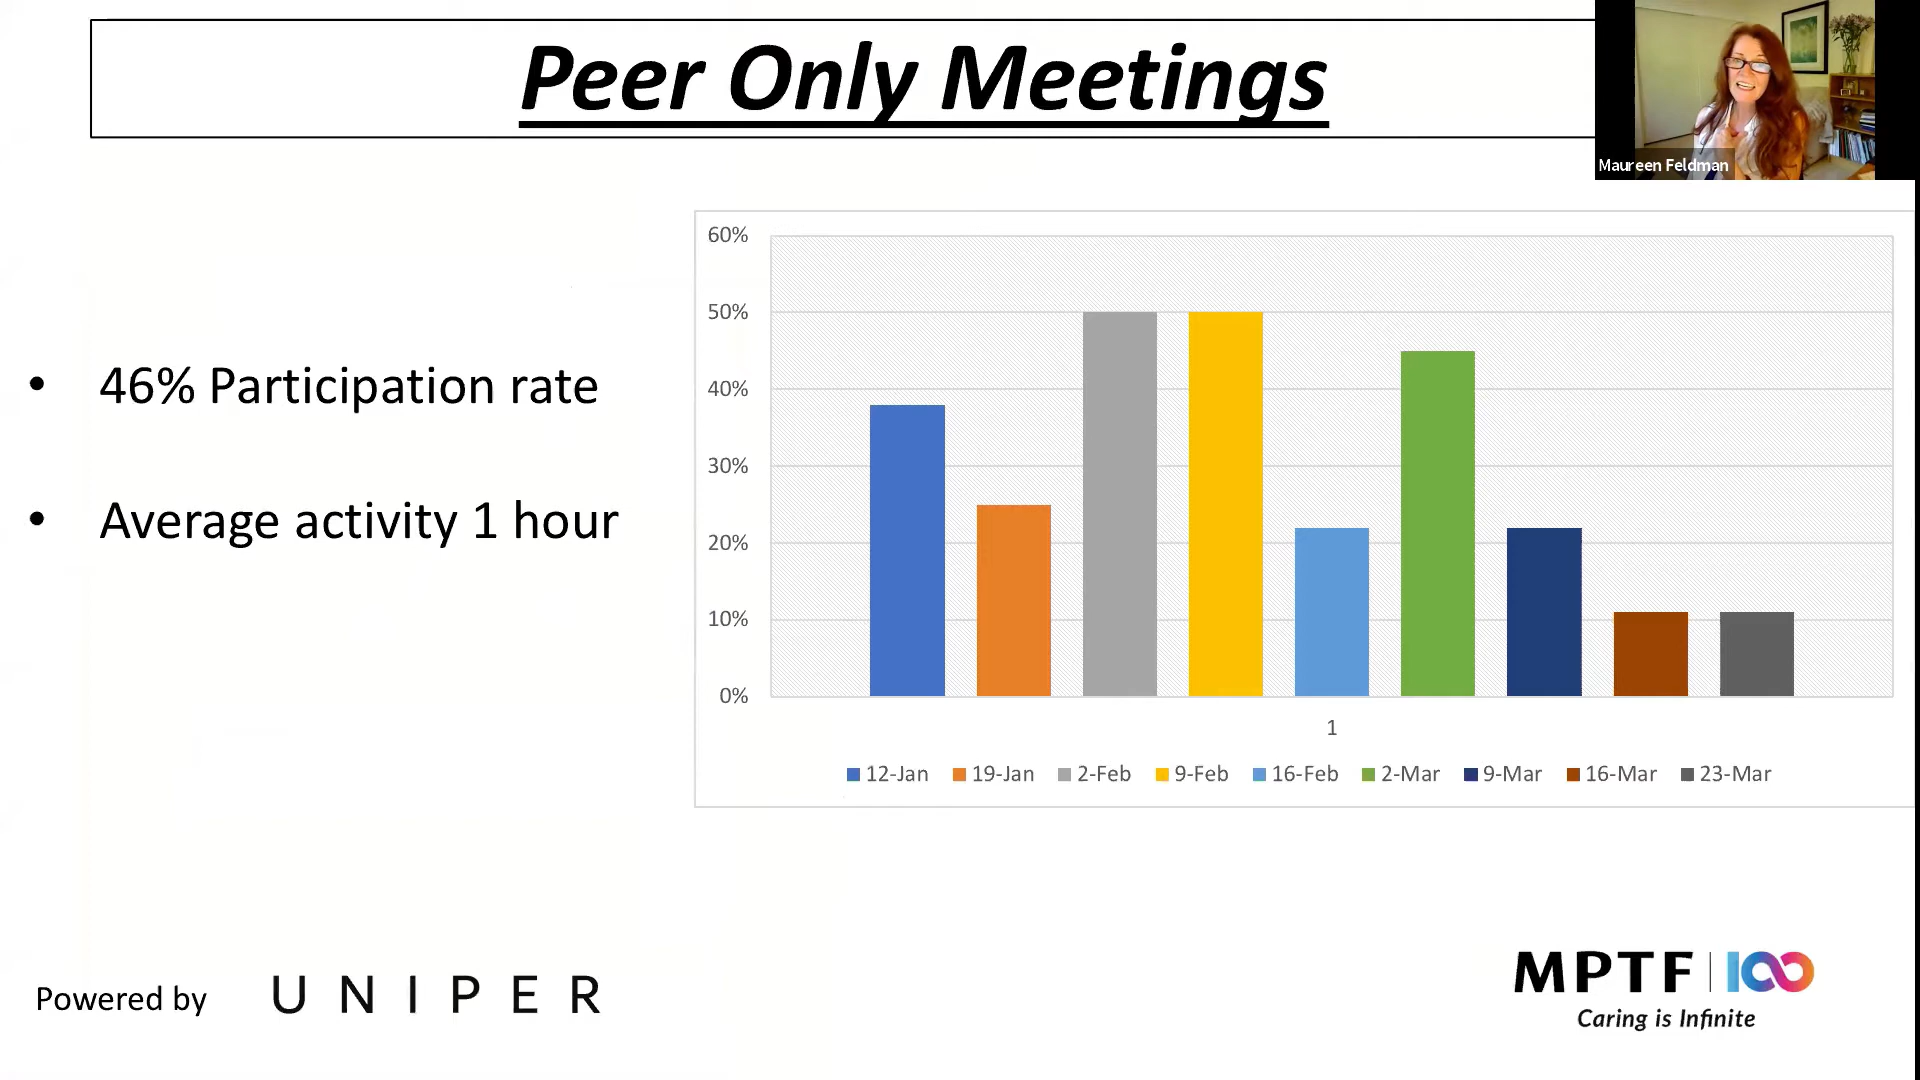 Peer Only Meetings
Maureen Feldman
• 46% Participation rate
• Average activity 1 hour
60%
50%
40%
30%
20%
10%
0%
1
12-Jan 19-Jan 2-Feb 9-Feb 16-Feb 2-Mar 9-Mar 16-Mar 23-Mar
Powered by UNIPER
MPTF 100
Caring is Infinite